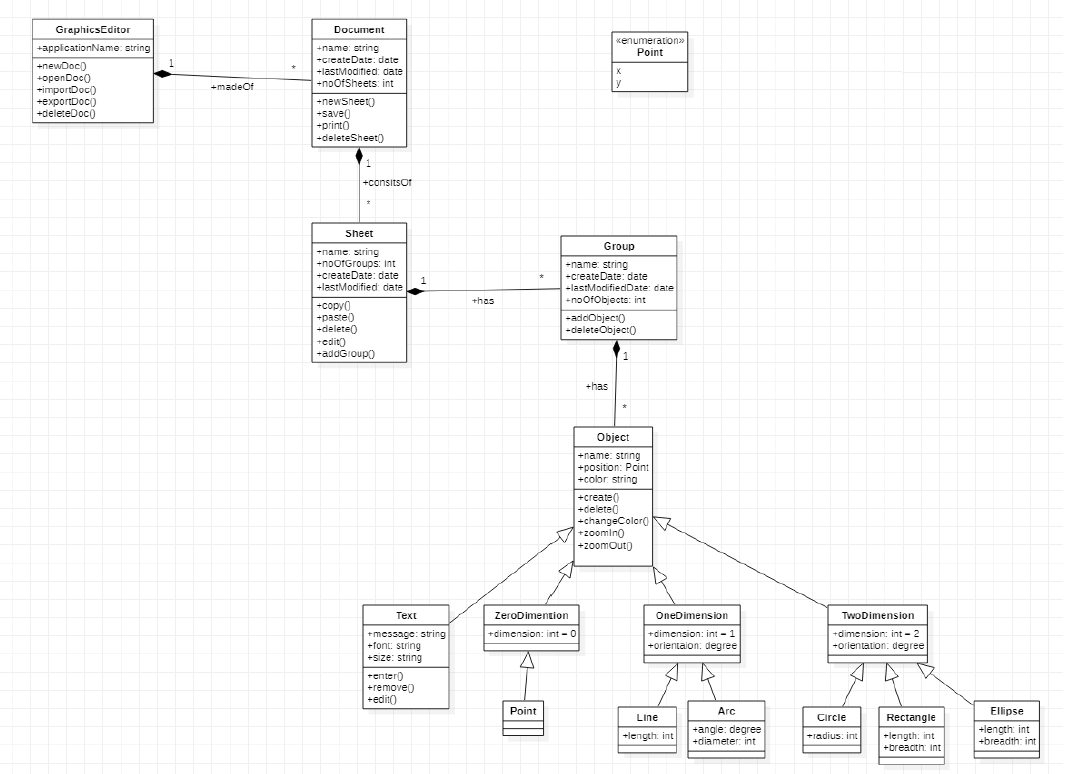 GraphicsEditor
+applicationName: string
+newDoc()
+openDoc()
+importDoc()
+exportDoc()
+deleteDoc()
1
*
+madeOf
Document
+name: string
+createDate: date
+lastModified: date
+noOfSheets: int
+newSheet()
+save()
+print()
+deleteSheet()
«enumeration»
Point
x
y
1
+consitsOf
*
Sheet
+name: string
+noOfGroups: int
+createDate: date
+lastModified: date
+copy()
+paste()
+delete()
+edit()
+addGroup()
1
*
+has
Group
+name: string
+createDate: date
+lastModifiedDate: date
+noOfObjects: int
+addObject()
+deleteObject()
1
+has
*
Object
+name: string
+position: Point
+color: string
+create()
+delete()
+changeColor()
+zoomIn()
+zoomOut()
Text
+message: string
+font: string
+size: string
+enter()
+remove()
+edit()
ZeroDimention
+dimension: int = 0
OneDimension
+dimension: int = 1
+orientaion: degree
TwoDimension
+dimension: int = 2
+orientation: degree
Point
Line
+length: int
Arc
+angle: degree
+diameter: int
Circle
+radius: int
Rectangle
+length: int
+breadth: int
Ellipse
+length: int
+breadth: int